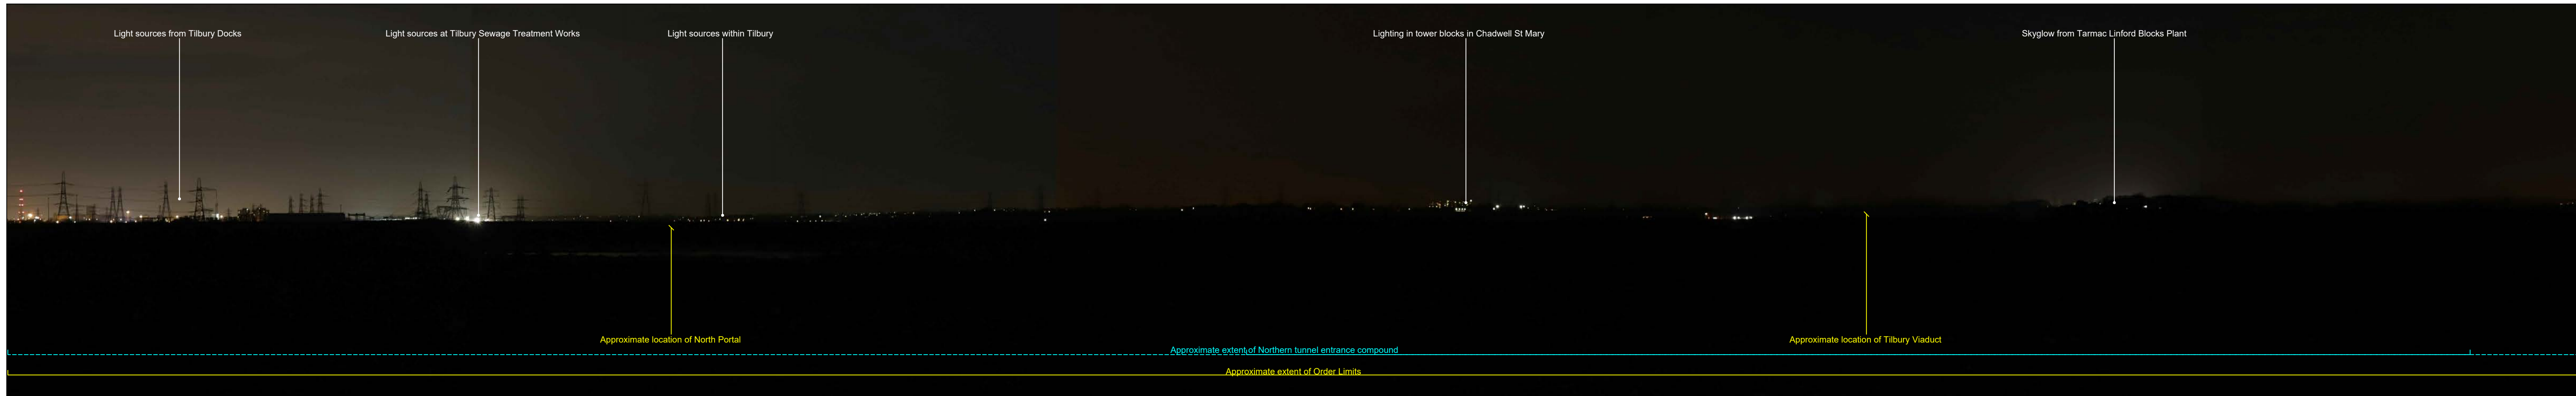 Light sources from Tilbury Docks
Light sources at Tilbury Sewage Treatment Works
Light sources within Tilbury
Lighting in tower blocks in Chadwell St Mary
Skyglow from Tarmac Linford Blocks Plant
Approximate location of North Portal
Approximate location of Tilbury Viaduct
Approximate extent of Northern tunnel entrance compound
Approximate extent of Order Limits